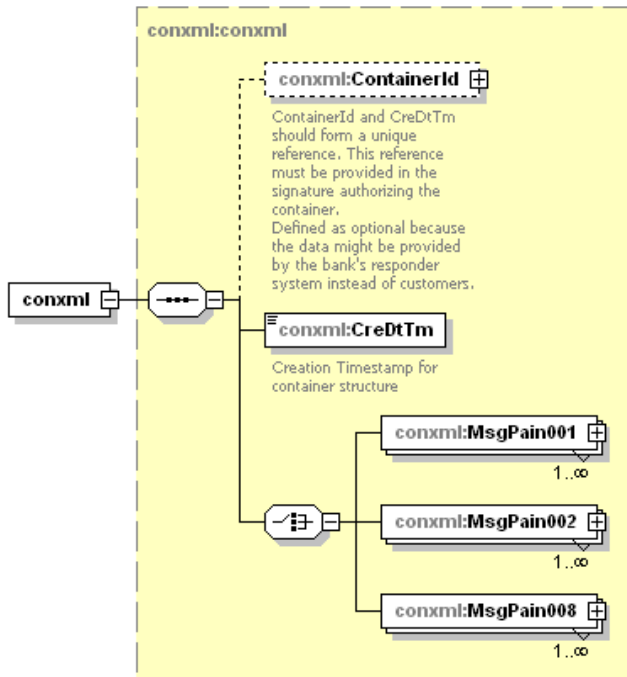 conxml:conxml
conxml:ContainerId
ContainerId and CreDtTm
should form a unique
reference. This reference
must be provided in the
signature authorizing the
container.
Defined as optional because
the data might be provided
by the bank's responder
system instead of customers.
conxml
conxml:CreDtTm
Creation Timestamp for
container structure
conxml:MsgPain001
1..∞
conxml:MsgPain002
1..∞
conxml:MsgPain008
1..∞